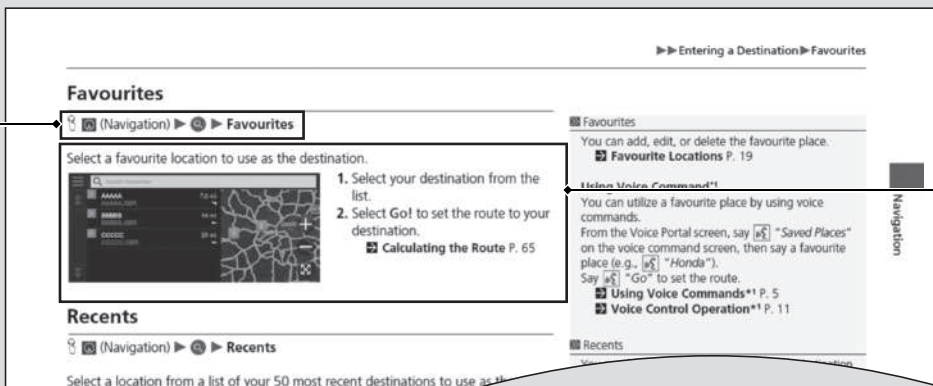 ▶▶Entering a Destination▶Favourites
Favourites
(Navigation) ▶ ▶ Favourites
Select a favourite location to use as the destination.
AAAAA
BBBBB
CCCCC
1. Select your destination from the
list.
2. Select Go! to set the route to your
destination.
Calculating the Route P. 65
Recents
(Navigation) ▶ ▶ Recents
Select a location from a list of your 50 most recent destinations to use as
Favourites
You can add, edit, or delete the favourite place.
Favourite Locations P. 19
Using Voice Command*1
You can utilize a favourite place by using voice
commands.
From the Voice Portal screen, say "Saved Places"
on the voice command screen, then say a favourite
place (e.g., "Honda").
Say "Go" to set the route.
Using Voice Commands*1 P. 5
Voice Control Operation*1 P. 11
Recents
Navigation